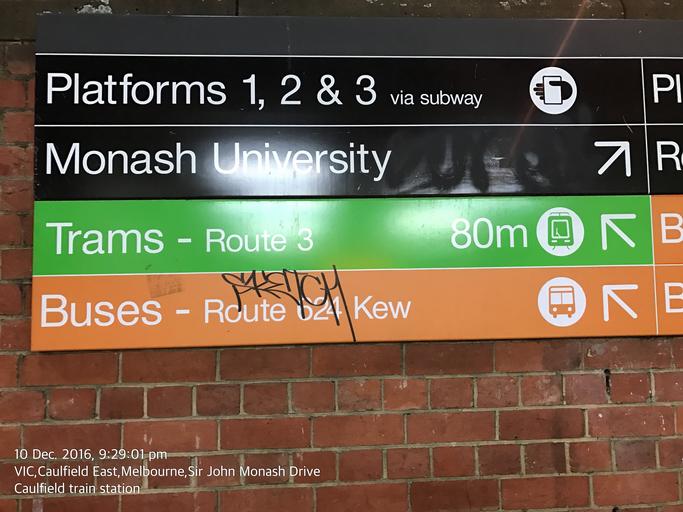 Platforms 1, 2 & 3 via subway
Pl
Monash University
R
Trams - Route 3 80m
B
Buses - Route 624 Kew
B
10 Dec. 2016, 9:29:01 pm
VIC,Caulfield East,Melbourne,Sir John Monash Drive
Caulfield train station